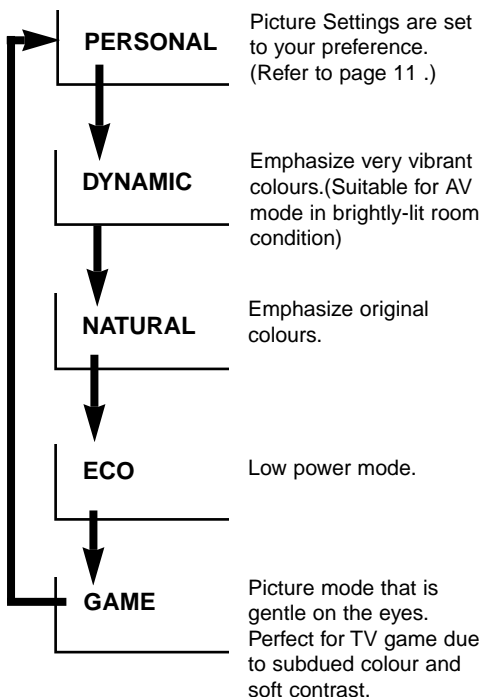 PERSONAL
Picture Settings are set
to your preference.
(Refer to page 11 .)
DYNAMIC
Emphasize very vibrant
colours.(Suitable for AV
mode in brightly-lit room
condition)
NATURAL
Emphasize original
colours.
ECO
Low power mode.
GAME
Picture mode that is
gentle on the eyes.
Perfect for TV game due
to subdued colour and
soft contrast.